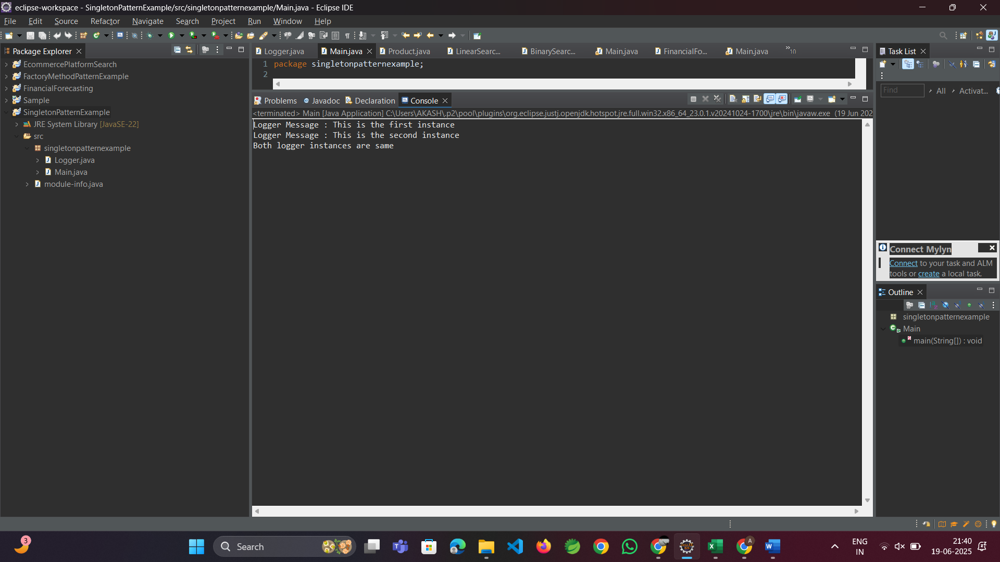 eclipse-workspace - SingletonPatternExample/src/singletonpatternexample/Main.java - Eclipse IDE
File Edit Source Refactor Navigate Search Project Run Window Help
Package Explorer
EcommercePlatformSearch
FactoryMethodPatternExample
FinancialForecasting
Sample
SingletonPatternExample
JRE System Library [JavaSE-22]
src
singletonpatternexample
Logger.java
Main.java
module-info.java
Logger.java Main.java Product.java LinearSearc... BinarySearc... Main.java FinancialFo... Main.java »10
1 package singletonpatternexample;
2
Problems Javadoc Declaration Console
<terminated> Main [Java Application] C:\Users\AKASH\.p2\pool\plugins\org.eclipse.justj.openjdk.hotspot.jre.full.win32.x86_64_23.0.1.v20241024-1700\jre\bin\javaw.exe (19 Jun 202
Logger Message : This is the first instance
Logger Message : This is the second instance
Both logger instances are same
Task List
Find All Activat...
Connect Mylyn
Connect to your task and ALM
tools or create a local task.
Outline
singletonpatternexample
Main
main(String[]) : void
3
Search
A
ENG
IN
21:40
19-06-2025